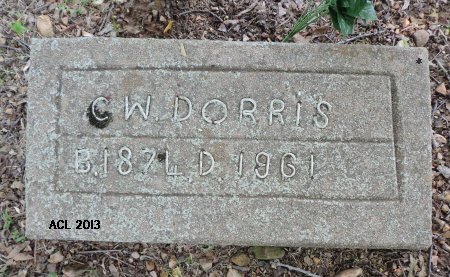 C W. DORRIS
B. 1874 D. 1961
ACL 2013